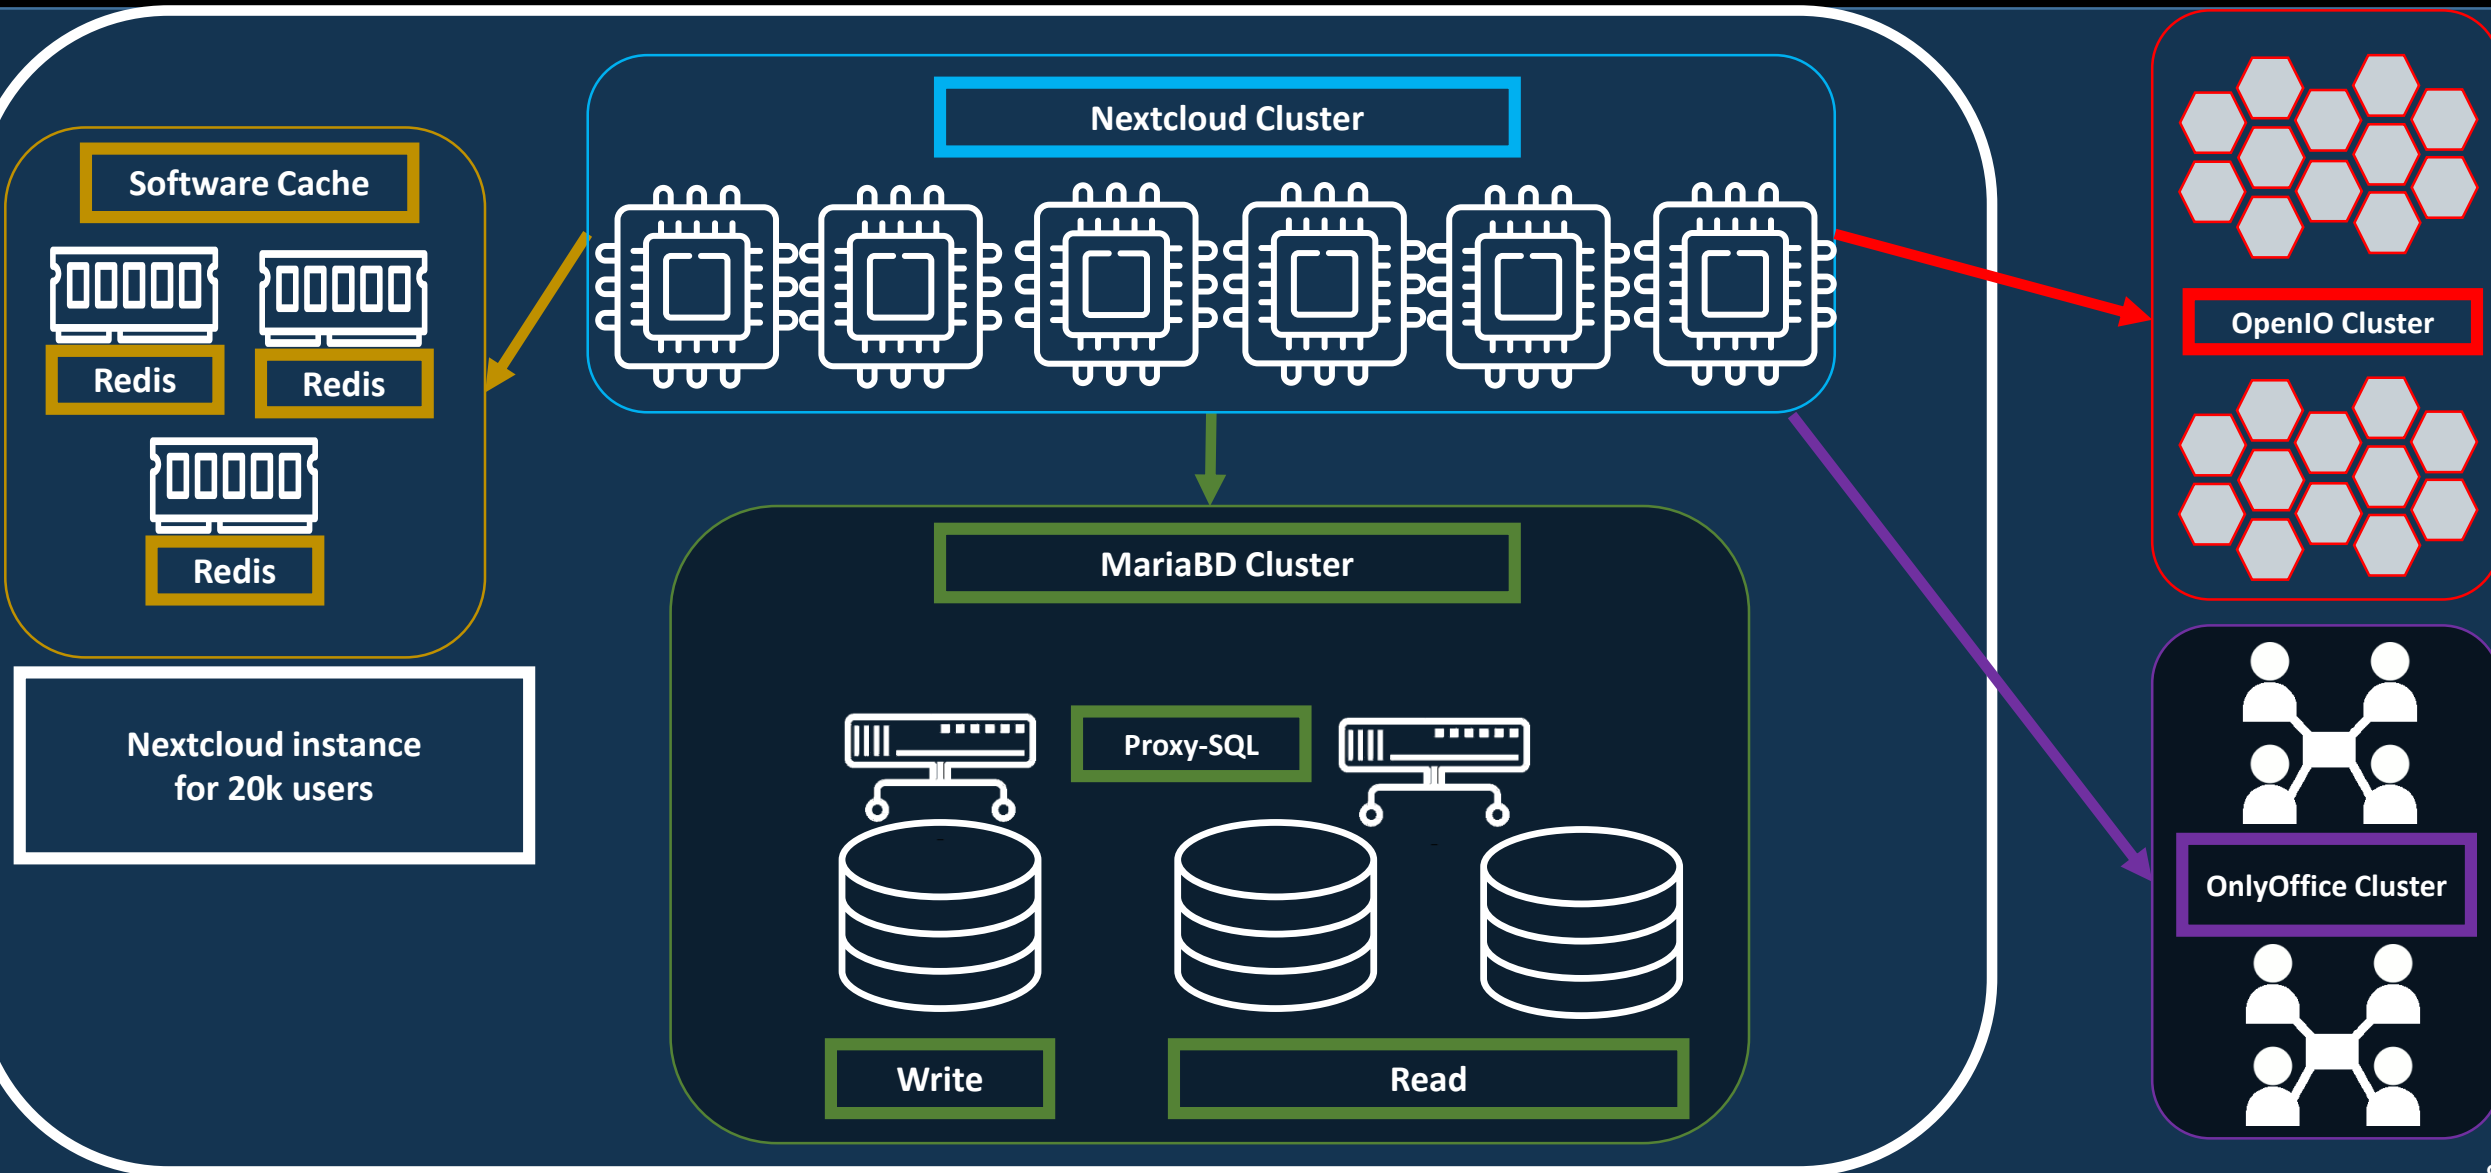 Nextcloud Cluster
Software Cache
Redis
Redis
Redis
Nextcloud instance
for 20k users
MariaBD Cluster
Proxy-SQL
Write
Read
OpenIO Cluster
OnlyOffice Cluster